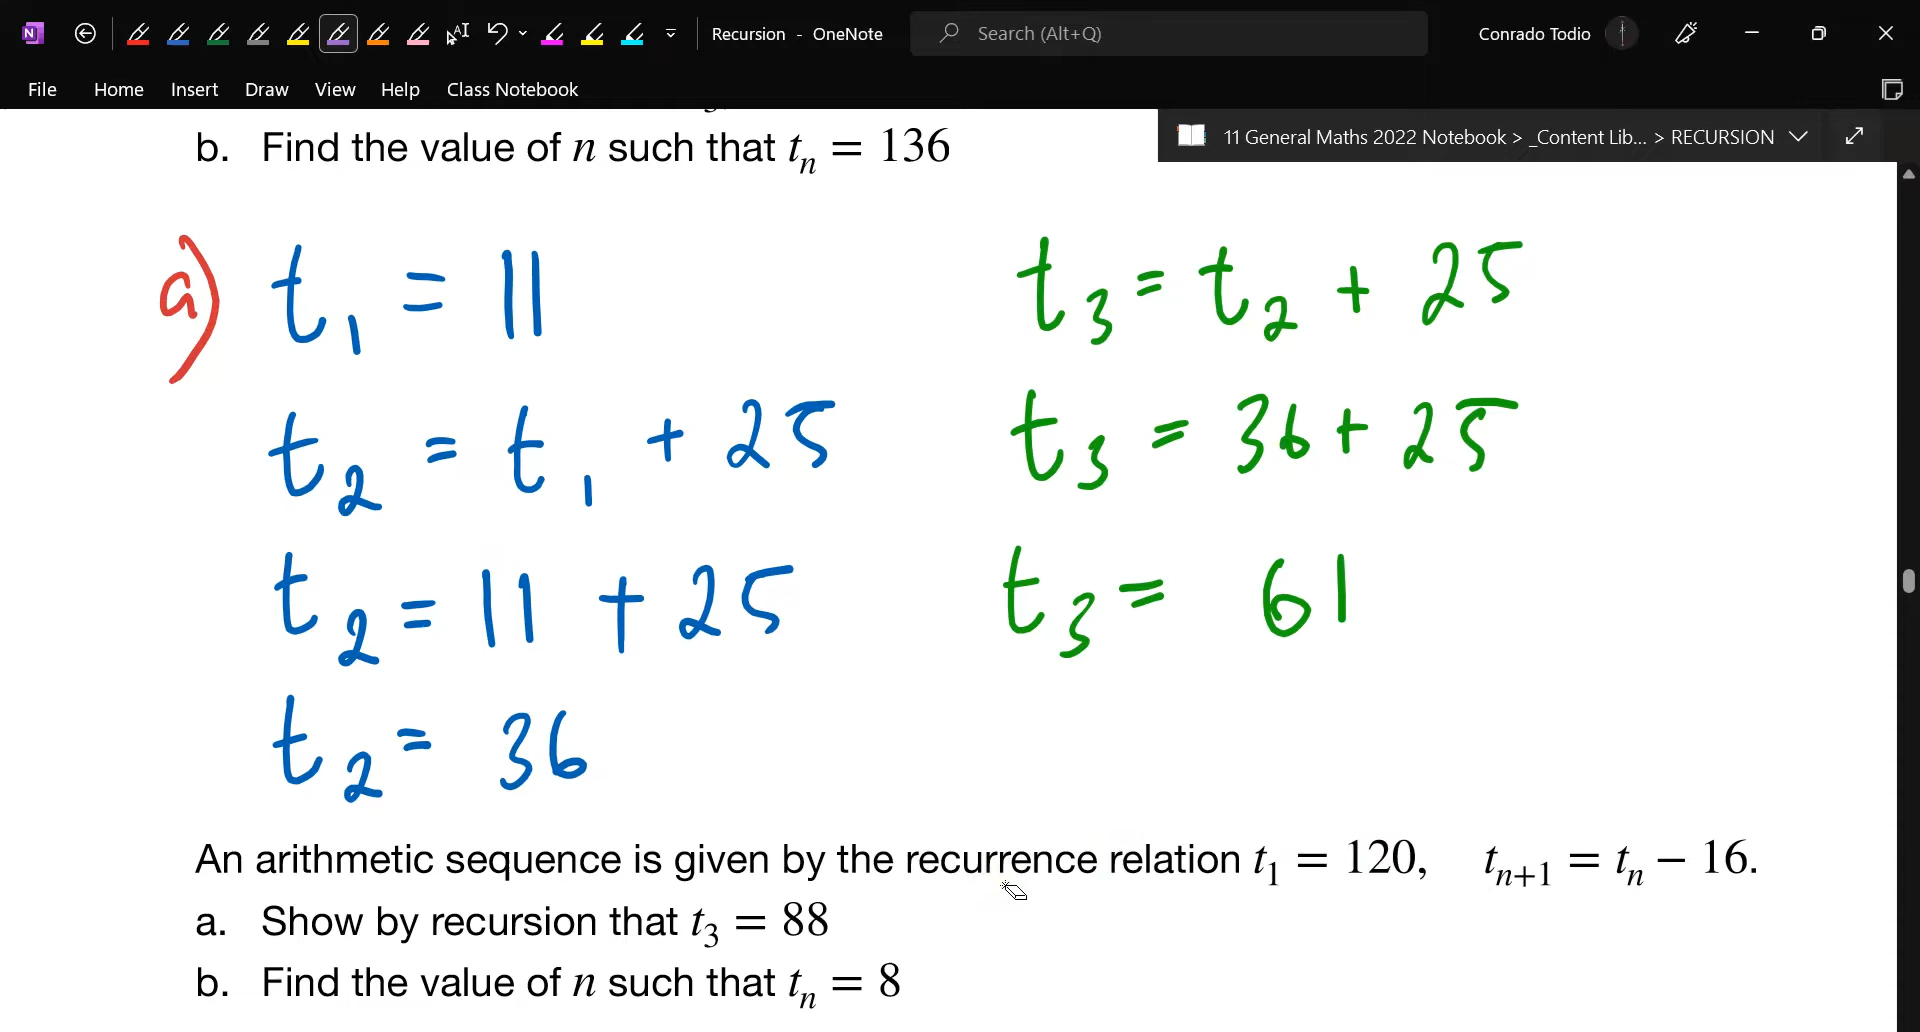 Recursion - OneNote
Search (Alt+Q)
Conrado Todio
File Home Insert Draw View Help Class Notebook
11 General Maths 2022 Notebook > _Content Lib... > RECURSION
b. Find the value of n such that tₙ = 136
a) t₁ = 11
t₂ = t₁ + 25
t₂ = 11 + 25
t₂ = 36
t₃ = t₂ + 25
t₃ = 36 + 25
t₃ = 61
An arithmetic sequence is given by the recurrence relation t₁ = 120, tₙ₊₁ = tₙ − 16.
a. Show by recursion that t₃ = 88
b. Find the value of n such that tₙ = 8